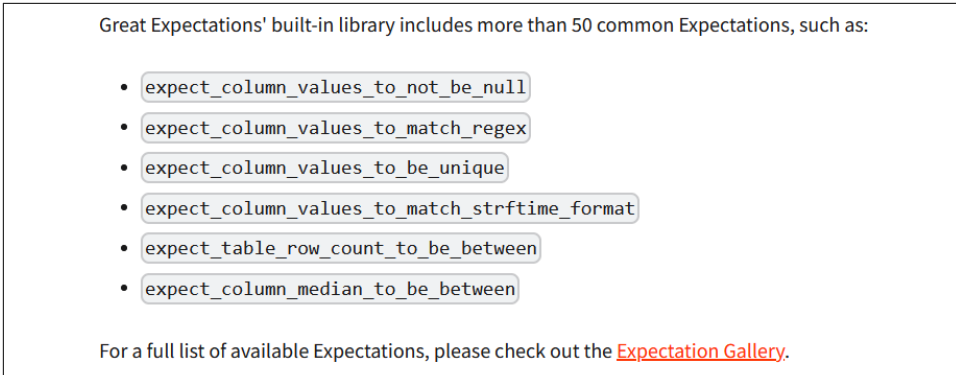 Great Expectations' built-in library includes more than 50 common Expectations, such as:
• expect_column_values_to_not_be_null
• expect_column_values_to_match_regex
• expect_column_values_to_be_unique
• expect_column_values_to_match_strftime_format
• expect_table_row_count_to_be_between
• expect_column_median_to_be_between
For a full list of available Expectations, please check out the Expectation Gallery.